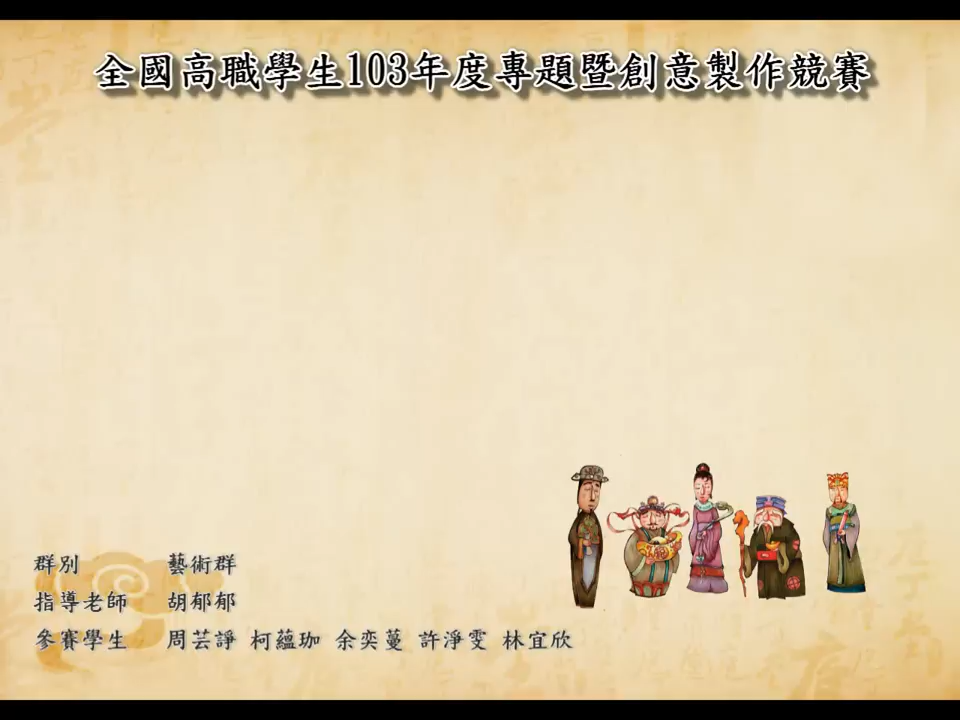 全國高職學生103年度專題暨創意製作競賽
群別 藝術群
指導老師 胡郁郁
參賽學生 周芸諍 柯蘊珈 余奕蔓 許淨雯 林宜欣